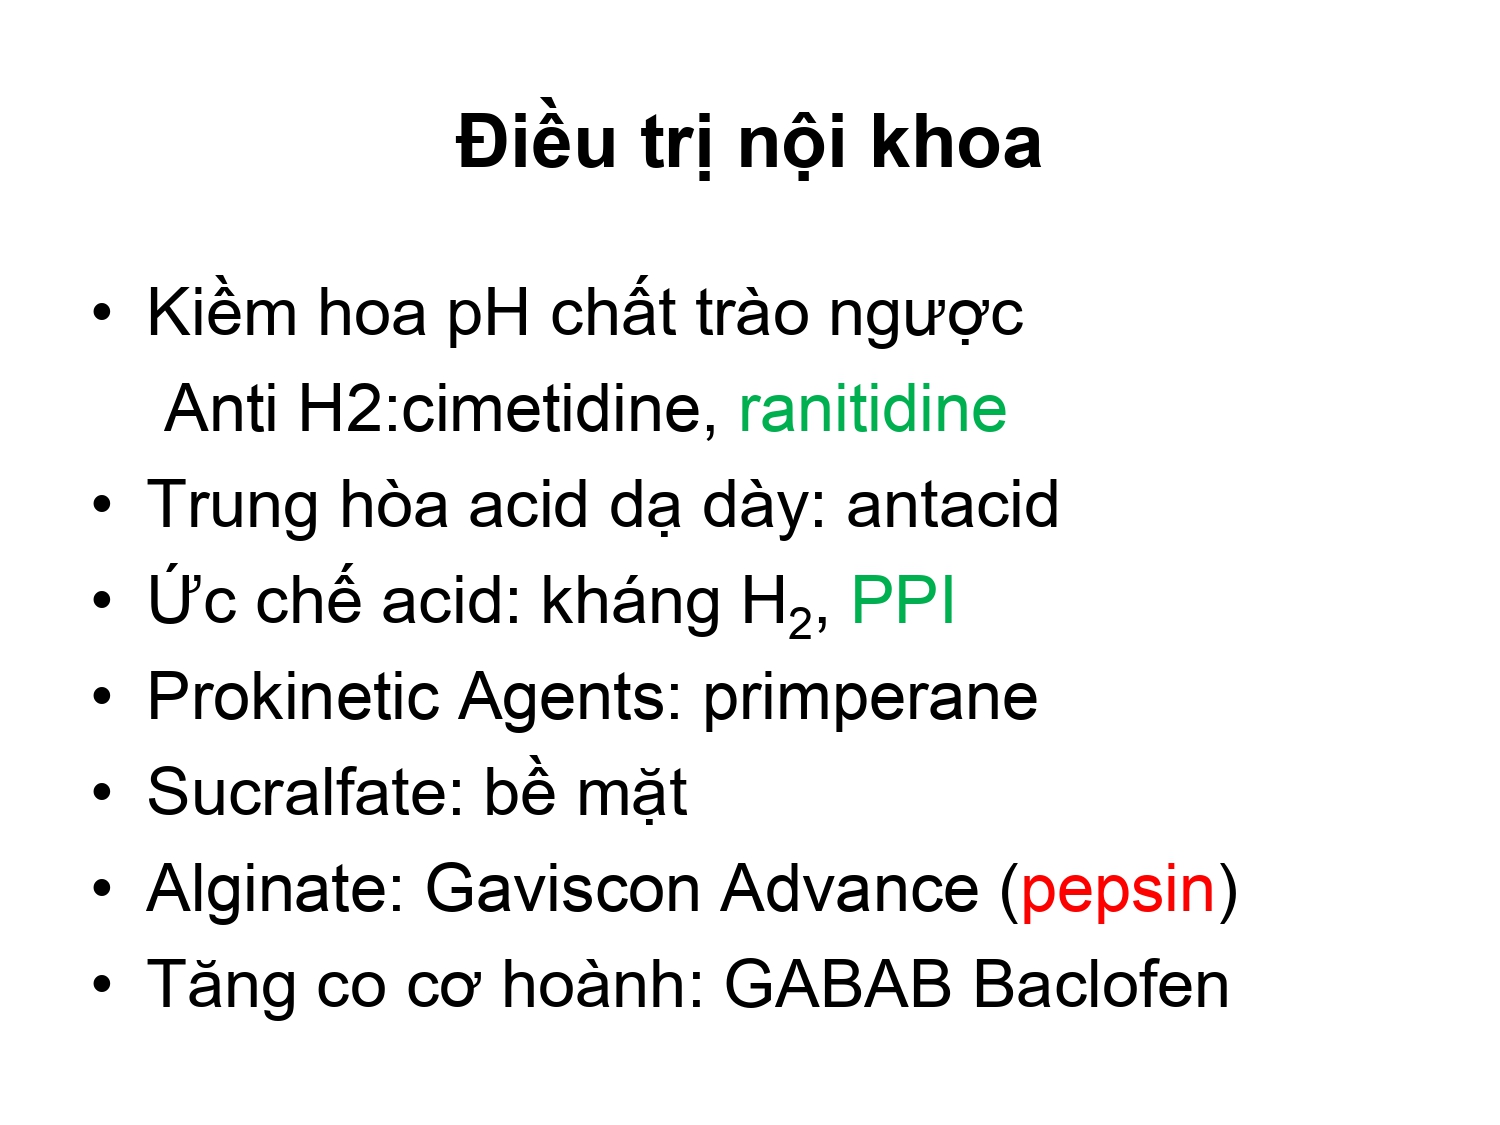 Điều trị nội khoa
• Kiềm hoa pH chất trào ngược
Anti H2:cimetidine, ranitidine
• Trung hòa acid dạ dày: antacid
• Ức chế acid: kháng H₂, PPI
• Prokinetic Agents: primperane
• Sucralfate: bề mặt
• Alginate: Gaviscon Advance (pepsin)
• Tăng co cơ hoành: GABAB Baclofen